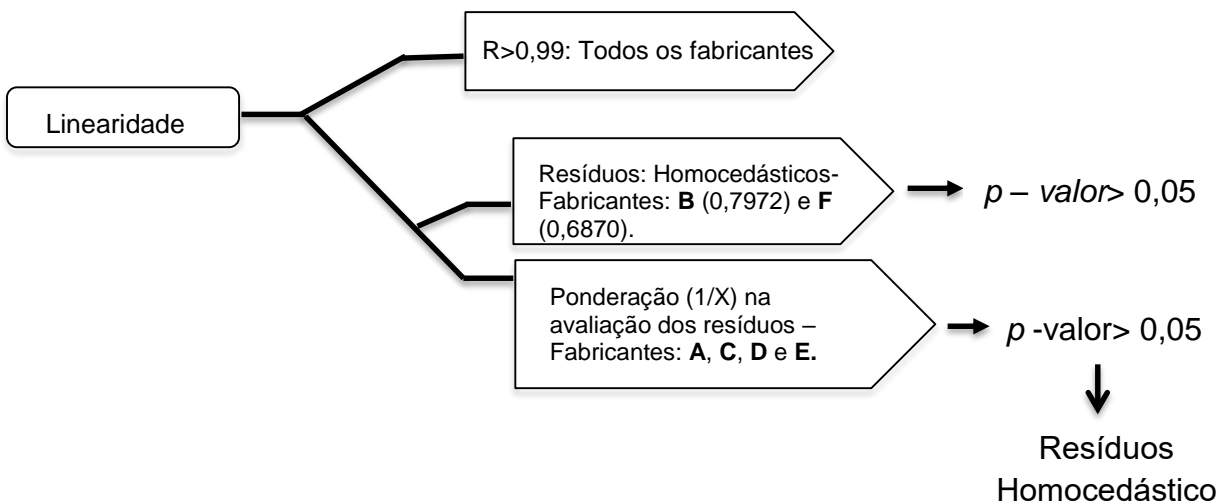 R>0,99: Todos os fabricantes
Linearidade
Resíduos: Homocedásticos-
Fabricantes: B (0,7972) e F
(0,6870).
p – valor> 0,05
Ponderação (1/X) na
avaliação dos resíduos –
Fabricantes: A, C, D e E.
p -valor> 0,05
Resíduos
Homocedástico